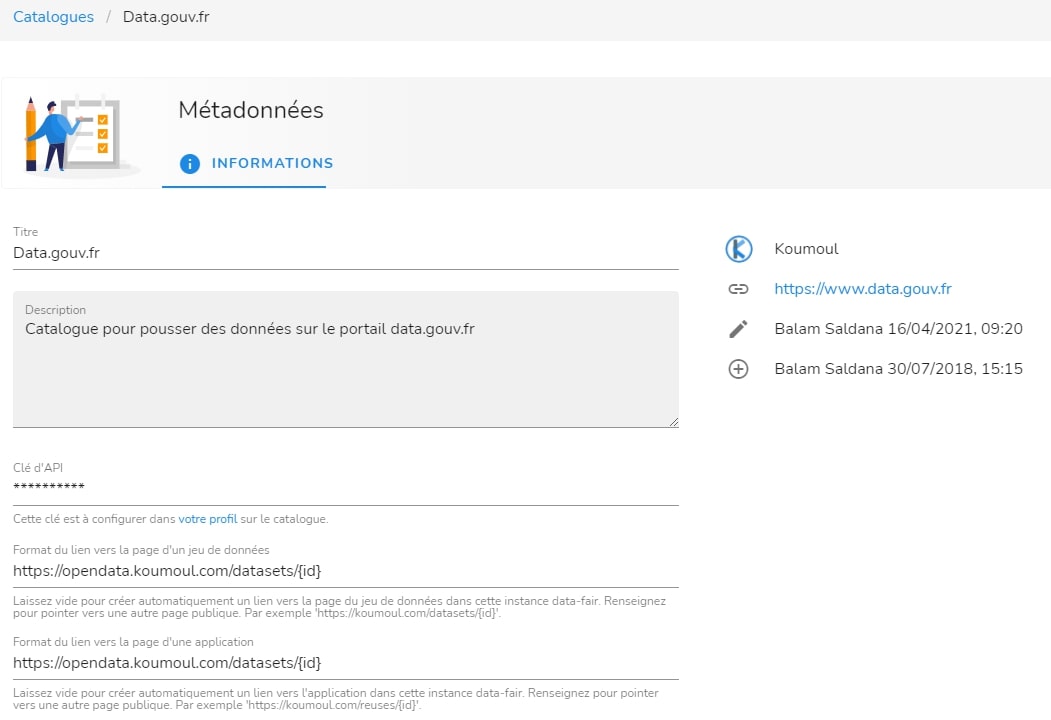 Catalogues / Data.gouv.fr
Métadonnées
INFORMATIONS
Titre
Data.gouv.fr
Description
Catalogue pour pousser des données sur le portail data.gouv.fr
Clé d'API
**********
Cette clé est à configurer dans votre profil sur le catalogue.
Format du lien vers la page d'un jeu de données
https://opendata.koumoul.com/datasets/{id}
Laissez vide pour créer automatiquement un lien vers la page du jeu de données dans cette instance data-fair. Renseignez
pour pointer vers une autre page publique. Par exemple 'https://koumoul.com/datasets/{id}'.
Format du lien vers la page d'une application
https://opendata.koumoul.com/datasets/{id}
Laissez vide pour créer automatiquement un lien vers l'application dans cette instance data-fair. Renseignez pour pointer
vers une autre page publique. Par exemple 'https://koumoul.com/reuses/{id}'.
Koumoul
https://www.data.gouv.fr
Balam Saldana 16/04/2021, 09:20
Balam Saldana 30/07/2018, 15:15